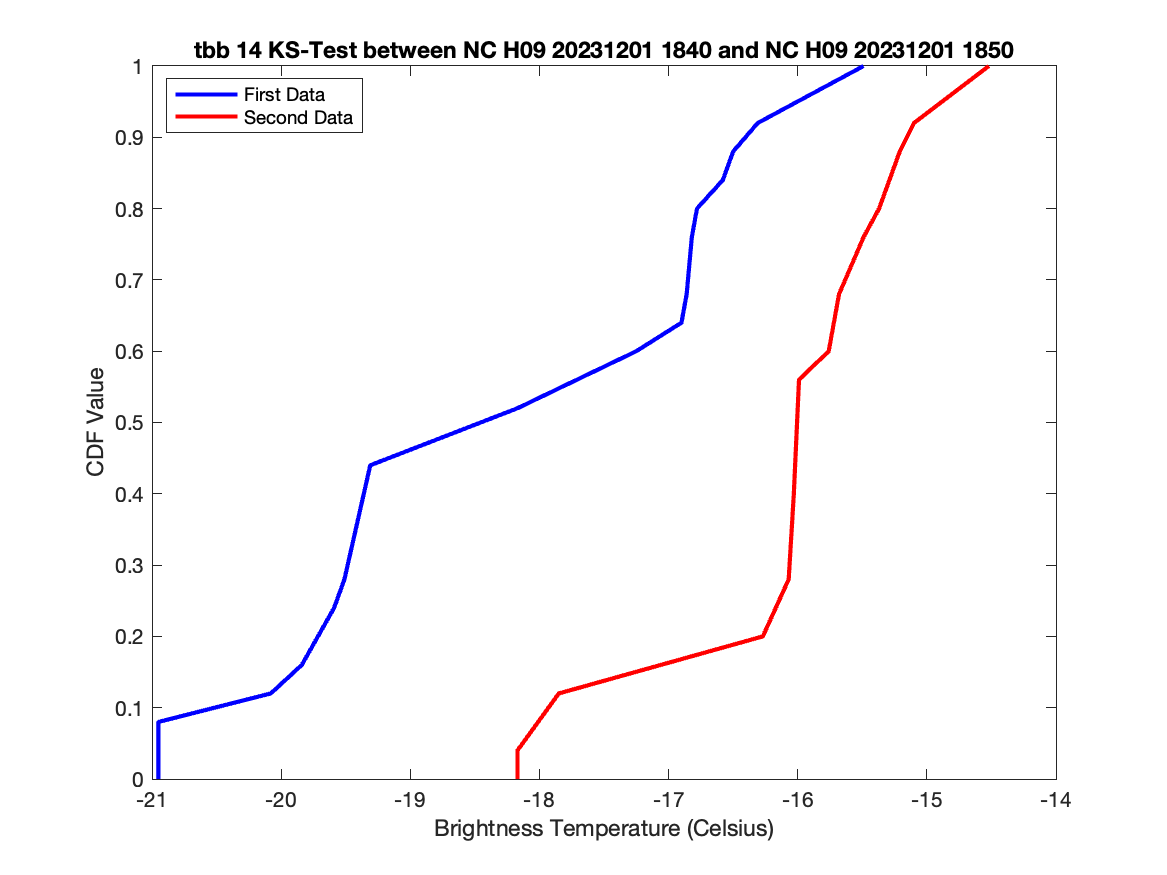 tbb 14 KS-Test between NC H09 20231201 1840 and NC H09 20231201 1850
First Data
Second Data
1
0.9
0.8
0.7
0.6
0.5
0.4
0.3
0.2
0.1
0
CDF Value
-21 -20 -19 -18 -17 -16 -15 -14
Brightness Temperature (Celsius)